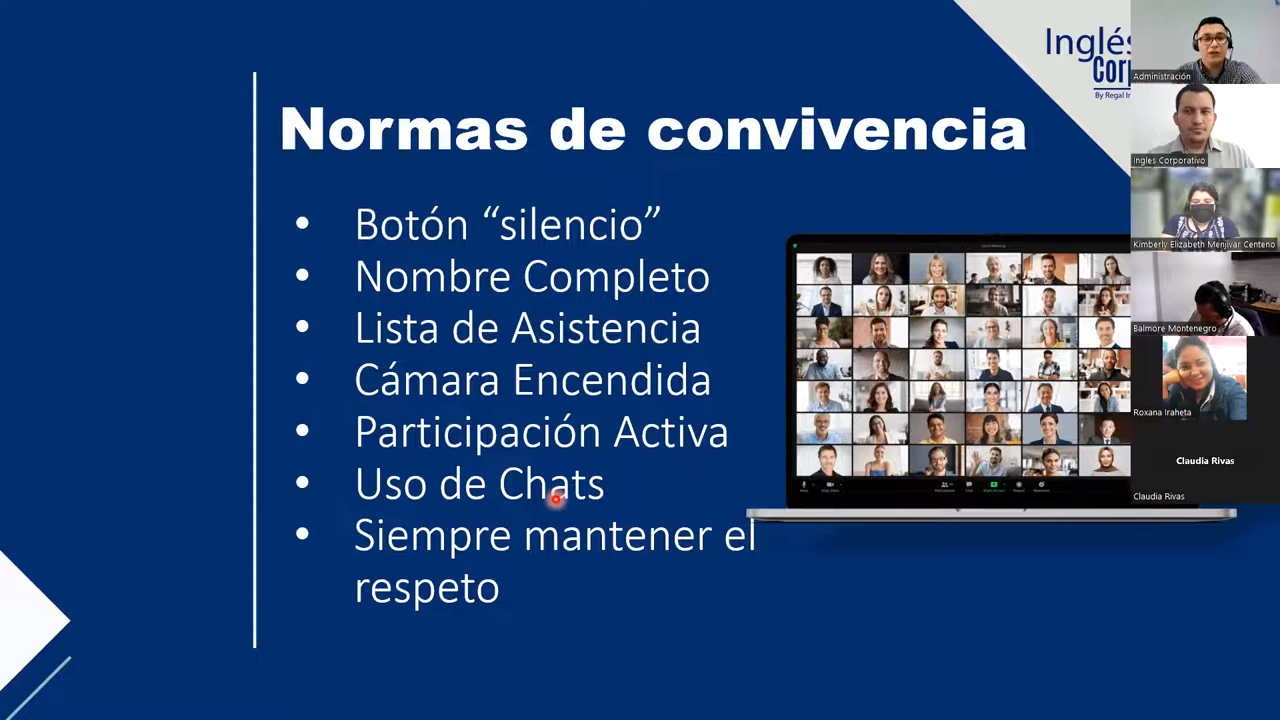 Normas de convivencia
• Botón “silencio”
• Nombre Completo
• Lista de Asistencia
• Cámara Encendida
• Participación Activa
• Uso de Chats
• Siempre mantener el
respeto
Inglés
Corp
By Regal In
Administración
Ingles Corporativo
Kimberly Elizabeth Menjivar Centeno
Balmore Montenegro
Roxana Iraheta
Claudia Rivas
Claudia Rivas